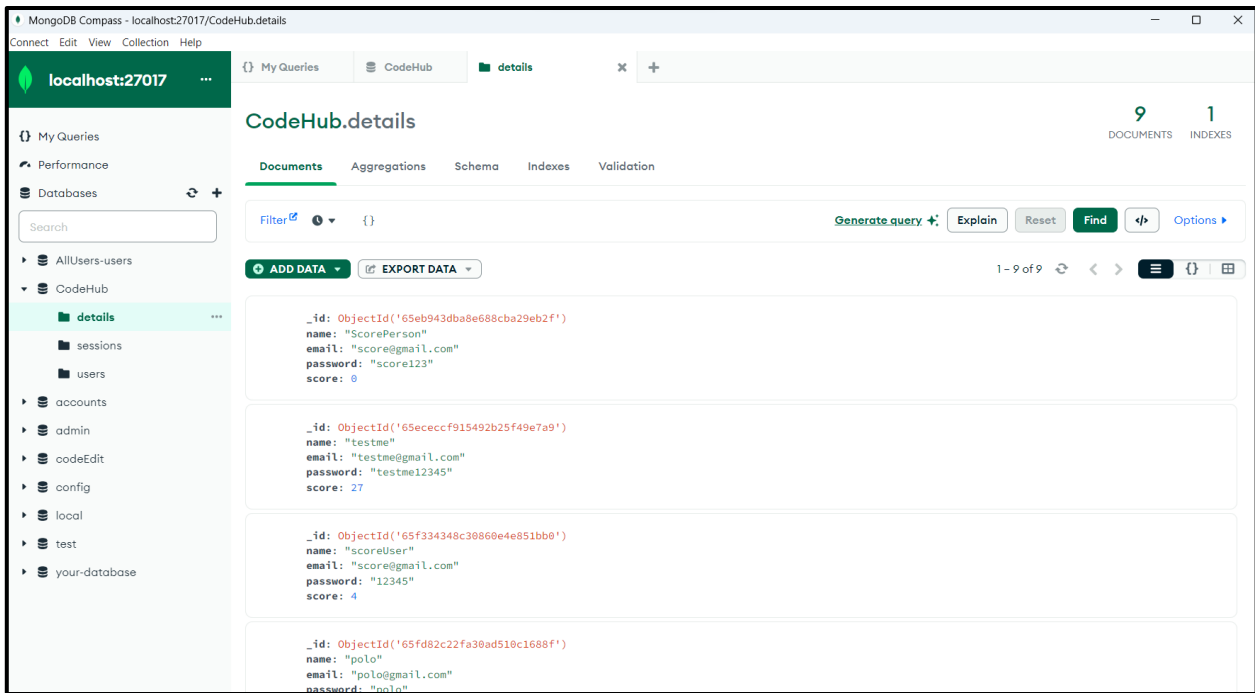 MongoDB Compass - localhost:27017/CodeHub.details
Connect Edit View Collection Help
localhost:27017 ...
{} My Queries
CodeHub
details
CodeHub.details
9
DOCUMENTS
1
INDEXES
{} My Queries
Performance
Databases
Search
AllUsers-users
CodeHub
details ...
sessions
users
accounts
admin
codeEdit
config
local
test
your-database
Documents Aggregations Schema Indexes Validation
Filter {} Generate query Explain Reset Find </> Options
ADD DATA EXPORT DATA 1 – 9 of 9 {}
_id: ObjectId('65eb943dba8e688cba29eb2f')
name: "ScorePerson"
email: "score@gmail.com"
password: "score123"
score: 0
_id: ObjectId('65ececcf915492b25f49e7a9')
name: "testme"
email: "testme@gmail.com"
password: "testme12345"
score: 27
_id: ObjectId('65f334348c30860e4e851bb0')
name: "scoreUser"
email: "score@gmail.com"
password: "12345"
score: 4
_id: ObjectId('65fd82c22fa30ad510c1688f')
name: "polo"
email: "polo@gmail.com"
password: "polo"